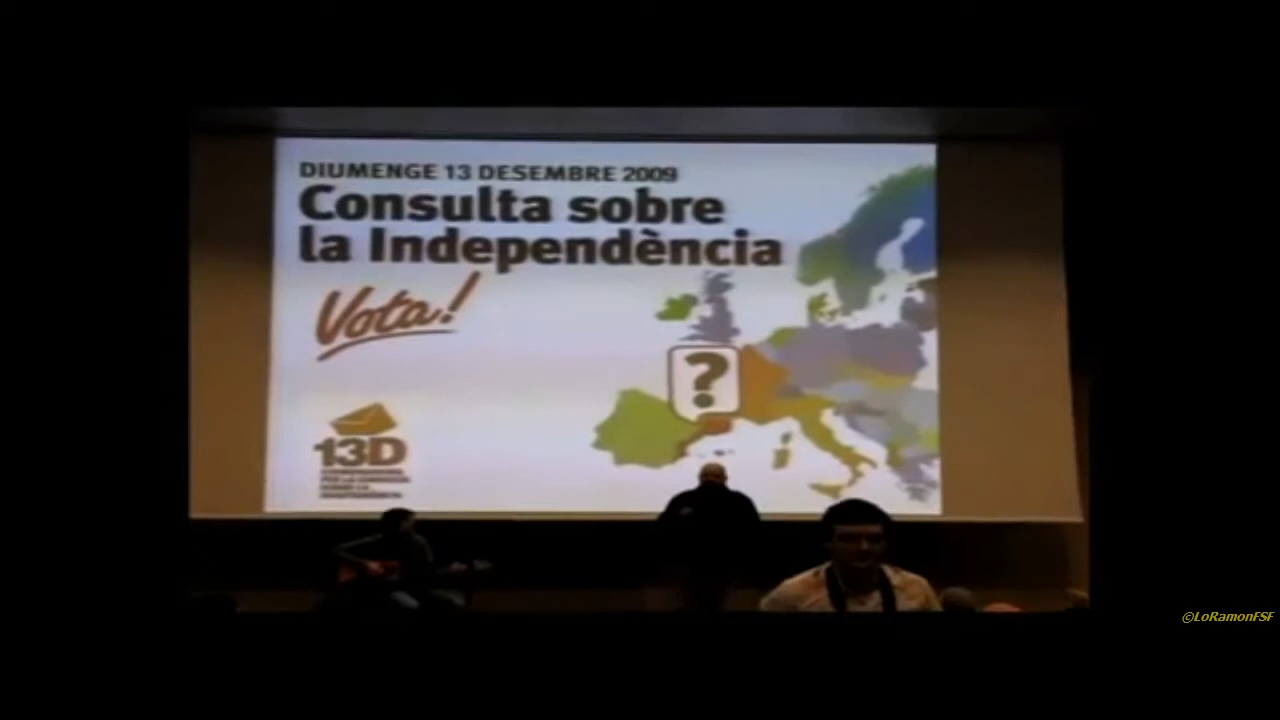 DIUMENGE 13 DESEMBRE 2009
Consulta sobre
la Independència
Vota!
?
13D
©LoRamonFSF